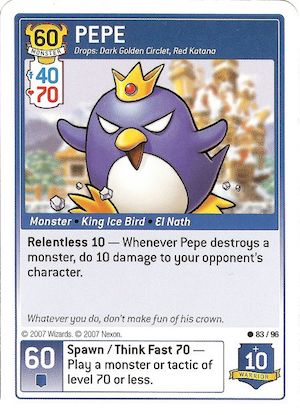 60 PEPE
MONSTER
Drops: Dark Golden Circlet, Red Katana
40
70
Monster • King Ice Bird • El Nath
Relentless 10 — Whenever Pepe destroys a
monster, do 10 damage to your opponent's
character.
Whatever you do, don't make fun of his crown.
© 2007 Wizards. © 2007 Nexon.
● 83 / 96
60
Spawn / Think Fast 70 —
Play a monster or tactic of
level 70 or less.
+
10
WARRIOR